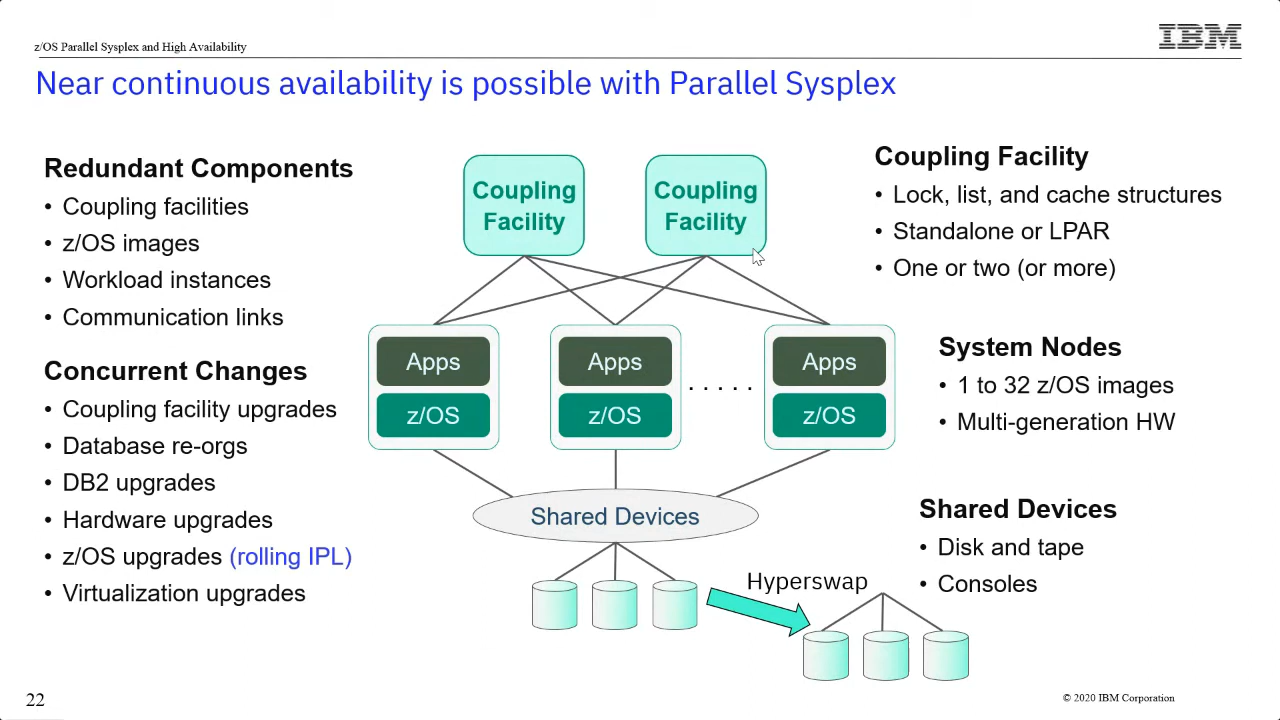 z/OS Parallel Sysplex and High Availability
IBM
Near continuous availability is possible with Parallel Sysplex
Redundant Components
• Coupling facilities
• z/OS images
• Workload instances
• Communication links
Concurrent Changes
• Coupling facility upgrades
• Database re-orgs
• DB2 upgrades
• Hardware upgrades
• z/OS upgrades (rolling IPL)
• Virtualization upgrades
Coupling
Facility
Coupling
Facility
Apps
z/OS
Apps
z/OS
. . . . .
Apps
z/OS
Shared Devices
Hyperswap
Coupling Facility
• Lock, list, and cache structures
• Standalone or LPAR
• One or two (or more)
System Nodes
• 1 to 32 z/OS images
• Multi-generation HW
Shared Devices
• Disk and tape
• Consoles
22
© 2020 IBM Corporation